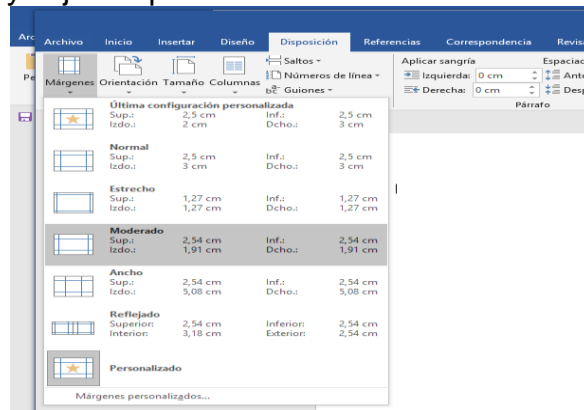 Archivo Inicio Insertar Diseño Disposición Referencias Correspondencia Revisa
Márgenes Orientación Tamaño Columnas
Saltos
Números de línea
Guiones
Aplicar sangría
Izquierda: 0 cm
Derecha: 0 cm
Espaciad
Párrafo
Última configuración personalizada
Sup.: 2,5 cm Inf.: 2,5 cm
Izdo.: 2 cm Dcho.: 3 cm
Normal
Sup.: 2,5 cm Inf.: 2,5 cm
Izdo.: 3 cm Dcho.: 3 cm
Estrecho
Sup.: 1,27 cm Inf.: 1,27 cm
Izdo.: 1,27 cm Dcho.: 1,27 cm
Moderado
Sup.: 2,54 cm Inf.: 2,54 cm
Izdo.: 1,91 cm Dcho.: 1,91 cm
Ancho
Sup.: 2,54 cm Inf.: 2,54 cm
Izdo.: 5,08 cm Dcho.: 5,08 cm
Reflejado
Superior: 2,54 cm Inferior: 2,54 cm
Interior: 3,18 cm Exterior: 2,54 cm
Personalizado
Márgenes personalizados...